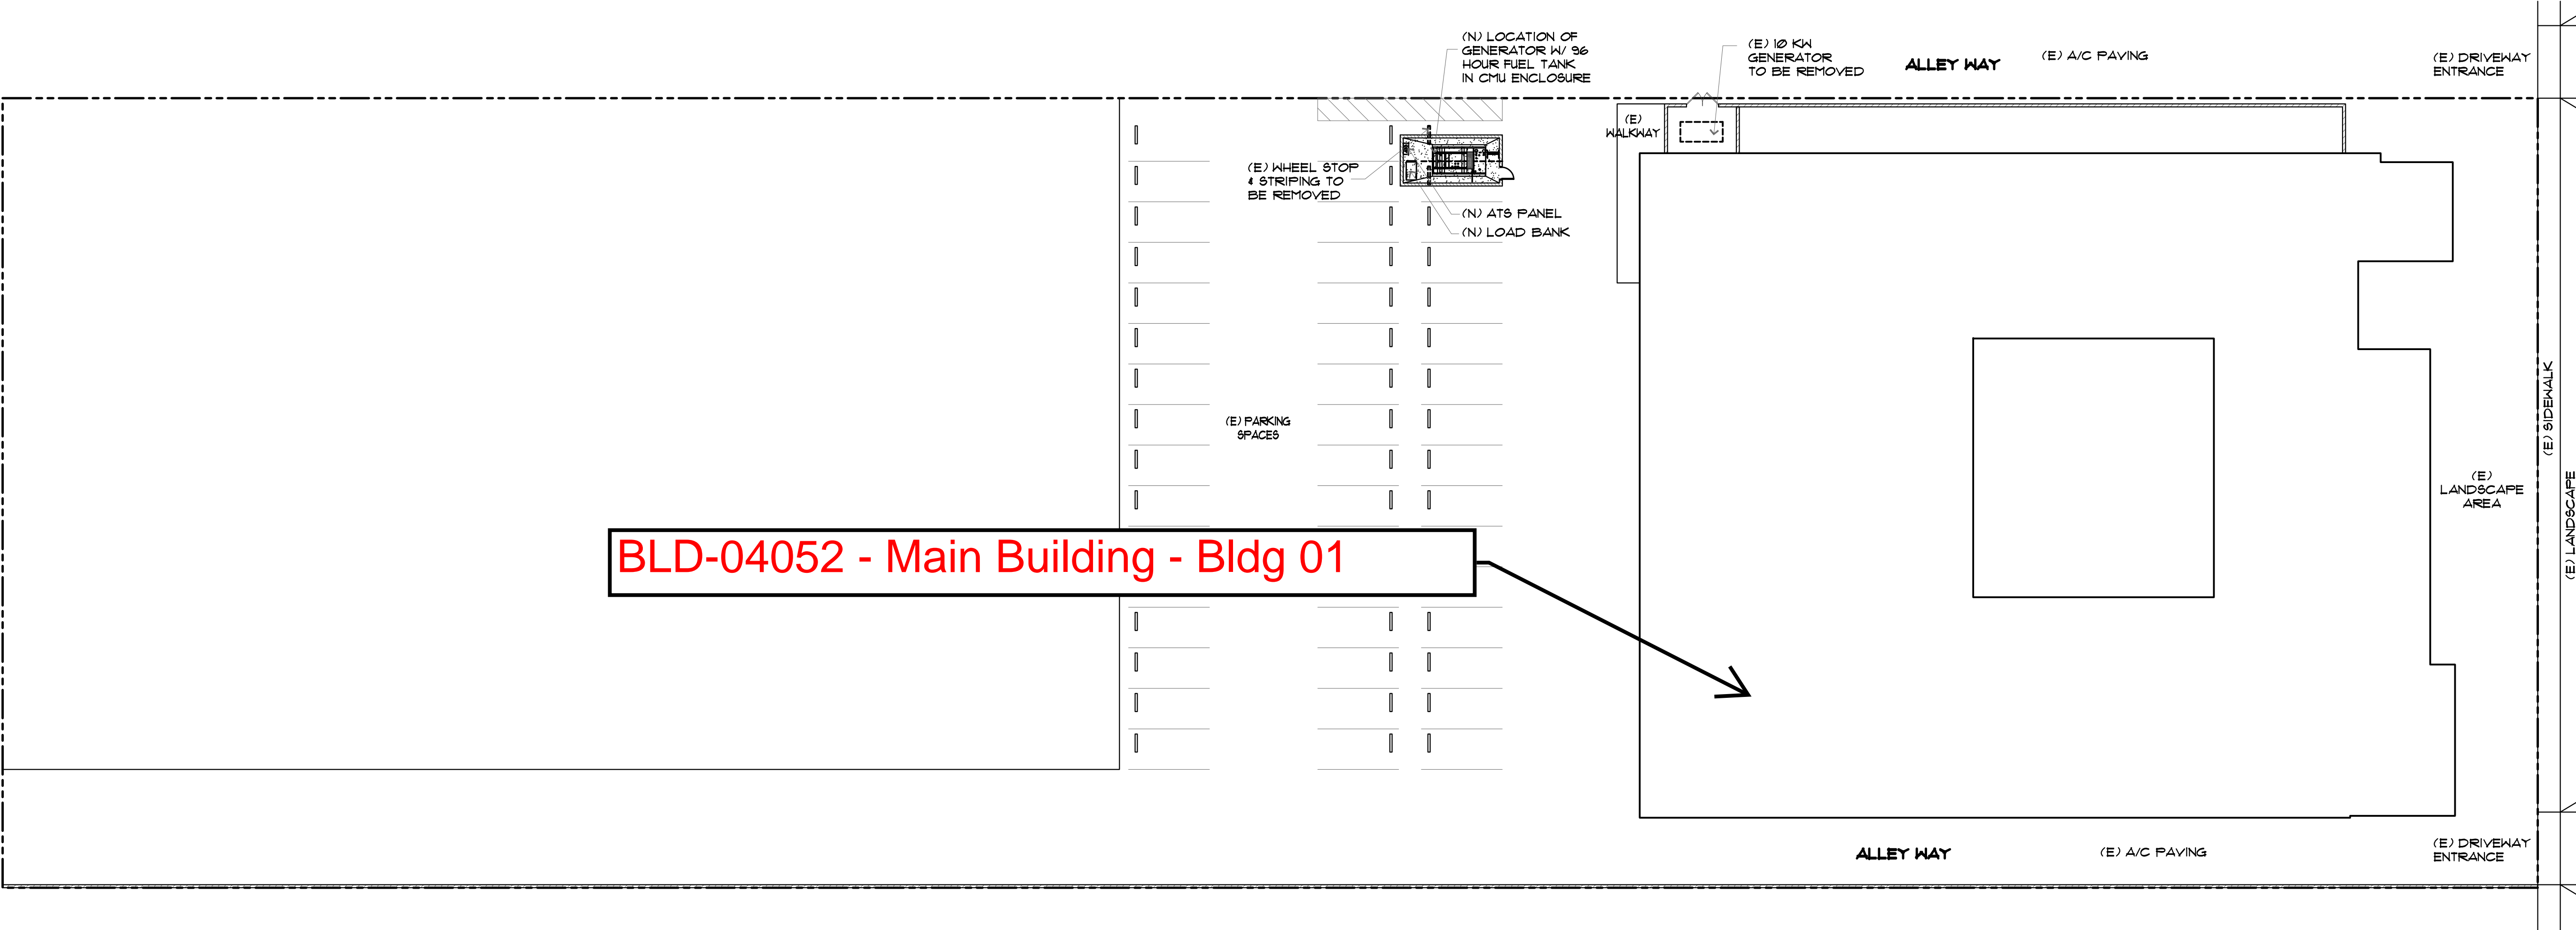 (N) LOCATION OF
GENERATOR W/ 96
HOUR FUEL TANK
IN CMU ENCLOSURE
(E) 10 KW
GENERATOR
TO BE REMOVED
ALLEY WAY
(E) A/C PAVING
(E) DRIVEWAY
ENTRANCE
(E)
WALKWAY
(E) WHEEL STOP
& STRIPING TO
BE REMOVED
(N) ATS PANEL
(N) LOAD BANK
(E) PARKING
SPACES
(E) SIDEWALK
(E)
LANDSCAPE
AREA
(E) LANDSCAPE
BLD-04052 - Main Building - Bldg 01
ALLEY WAY
(E) A/C PAVING
(E) DRIVEWAY
ENTRANCE